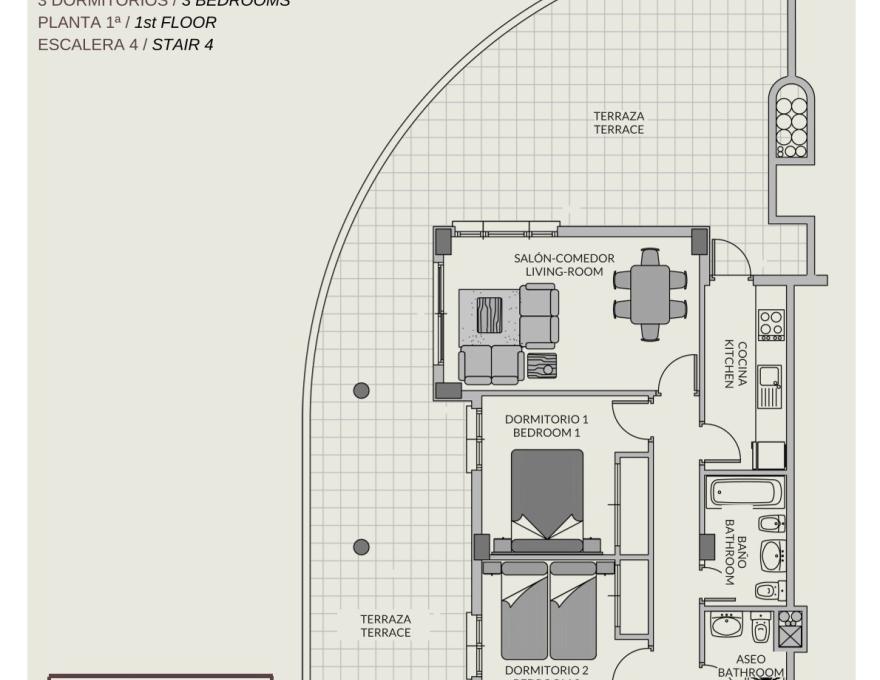 3 DORMITORIOS / 3 BEDROOMS
PLANTA 1ª / 1st FLOOR
ESCALERA 4 / STAIR 4
TERRAZA
TERRACE
SALÓN-COMEDOR
LIVING-ROOM
COCINA
KITCHEN
DORMITORIO 1
BEDROOM 1
BAÑO
BATHROOM
TERRAZA
TERRACE
ASEO
BATHROOM
DORMITORIO 2